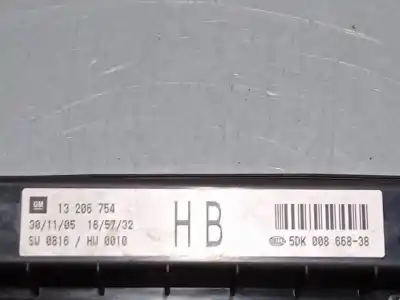 GM 13 206 754
30/11/05 16/57/32
SW 0816 / HW 0010
HB
HELLA 5DK 008 668-38